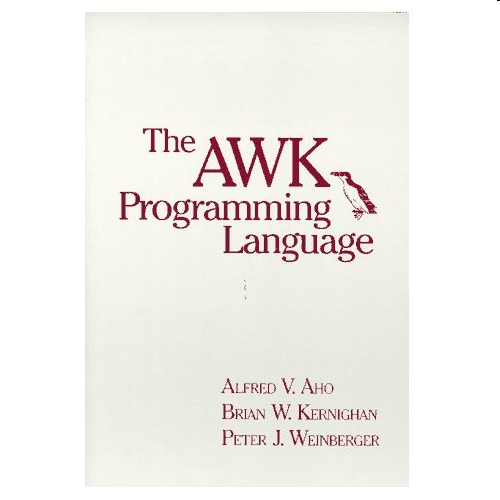 The AWK
Programming
Language
ALFRED V. AHO
BRIAN W. KERNIGHAN
PETER J. WEINBERGER